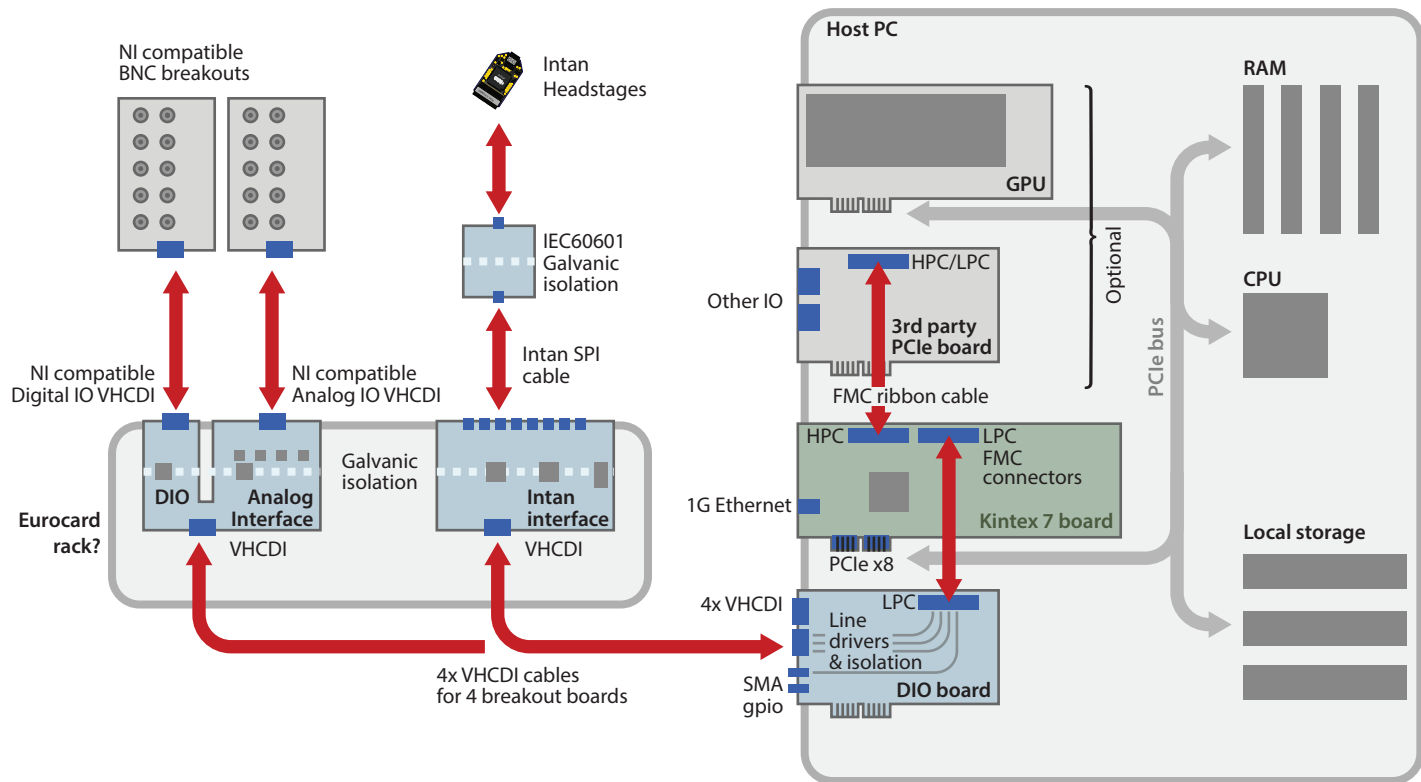 Host PC
NI compatible
BNC breakouts
Intan
Headstages
RAM
GPU
IEC60601
Galvanic
isolation
HPC/LPC
Optional
Other IO
CPU
3rd party
PCIe board
PCIe bus
NI compatible
Digital IO VHCDI
NI compatible
Analog IO VHCDI
Intan SPI
cable
FMC ribbon cable
HPC
LPC
FMC
connectors
Galvanic
isolation
DIO
Analog
Interface
Intan
interface
1G Ethernet
Kintex 7 board
Eurocard
rack?
VHCDI
VHCDI
PCIe x8
Local storage
4x VHCDI
LPC
Line
drivers
& isolation
4x VHCDI cables
for 4 breakout boards
SMA
gpio
DIO board